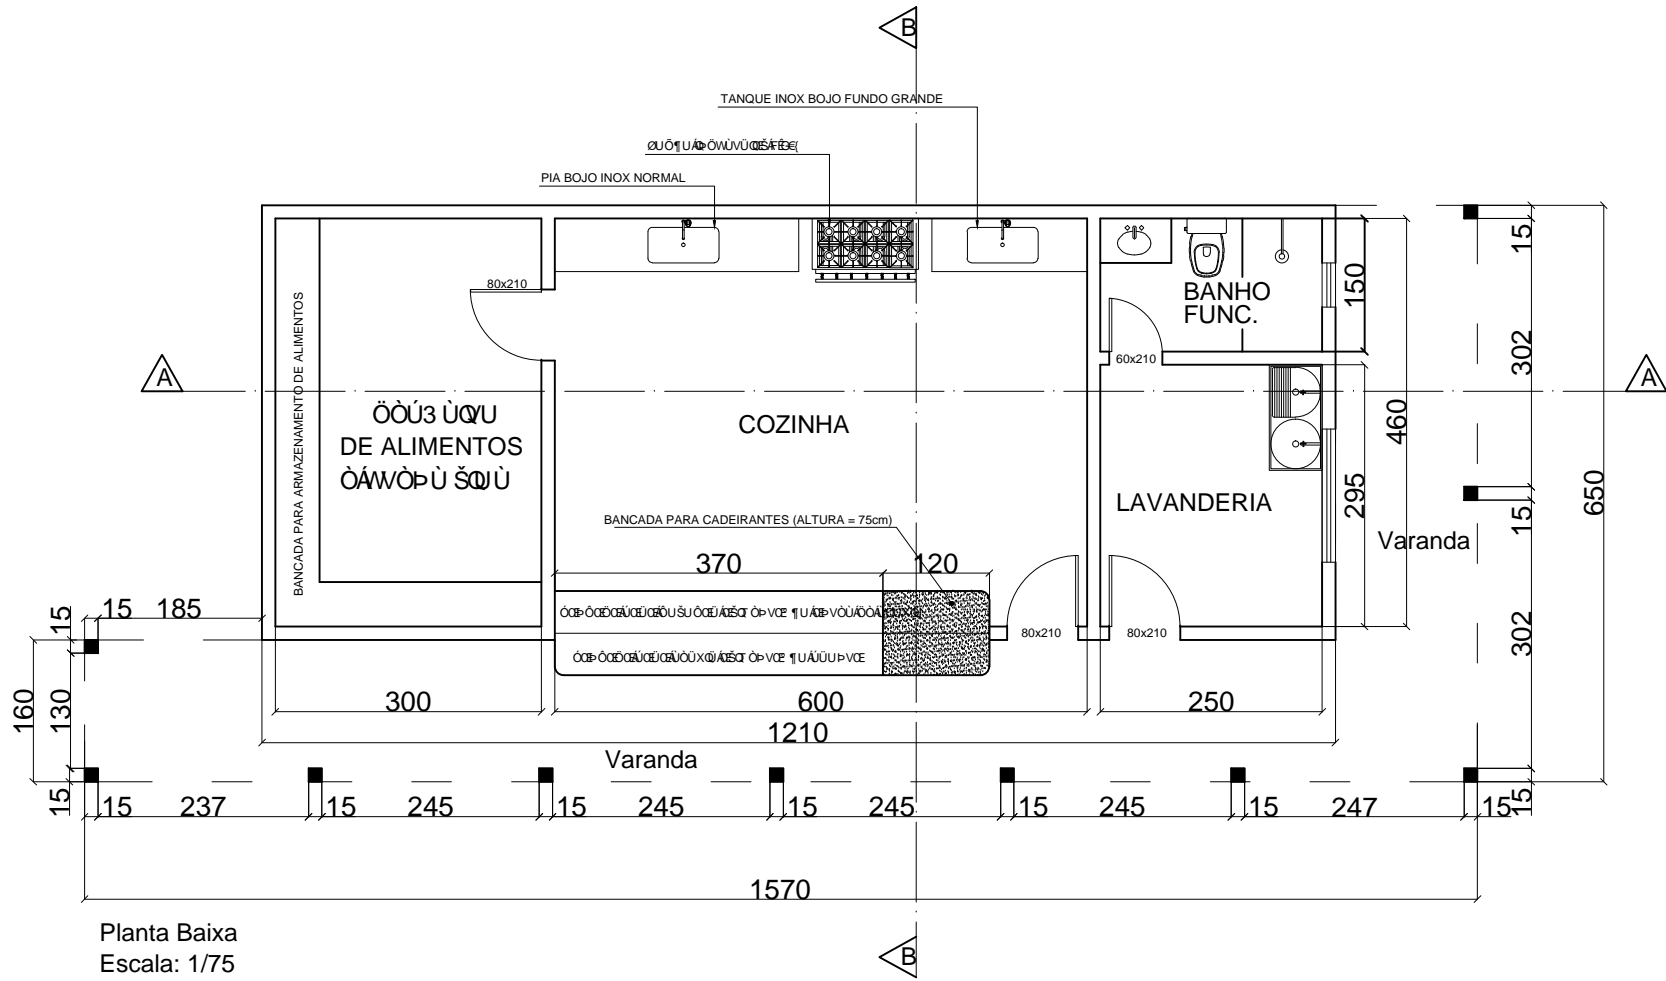 B
TANQUE INOX BOJO FUNDO GRANDE
PIA BOJO INOX NORMAL
80x210
BANHO
FUNC.
60x210
15
302
150
A
A
BANCADA PARA ARMAZENAMENTO DE ALIMENTOS
DE ALIMENTOS
COZINHA
460
295
650
LAVANDERIA
BANCADA PARA CADEIRANTES (ALTURA = 75cm)
15
Varanda
370
120
15
15
185
80x210
80x210
302
160
130
300
600
250
1210
Varanda
15
15
237
15
245
15
245
15
245
15
245
15
247
15
15
1570
Planta Baixa
Escala: 1/75
B